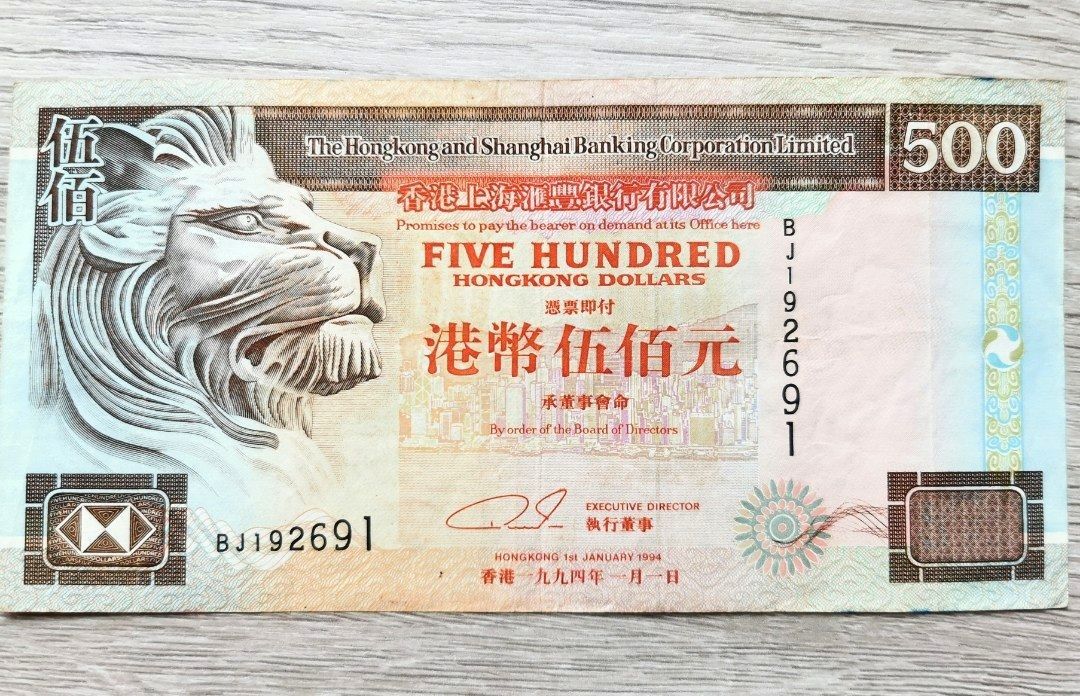 伍佰
The Hongkong and Shanghai Banking Corporation Limited
500
香港上海滙豐銀行有限公司
Promises to pay the bearer on demand at its Office here
FIVE HUNDRED
HONGKONG DOLLARS
憑票即付
港幣伍佰元
承董事會命
By order of the Board of Directors
BJ192691
EXECUTIVE DIRECTOR
執行董事
BJ192691
HONGKONG 1st JANUARY 1994
香港一九九四年一月一日